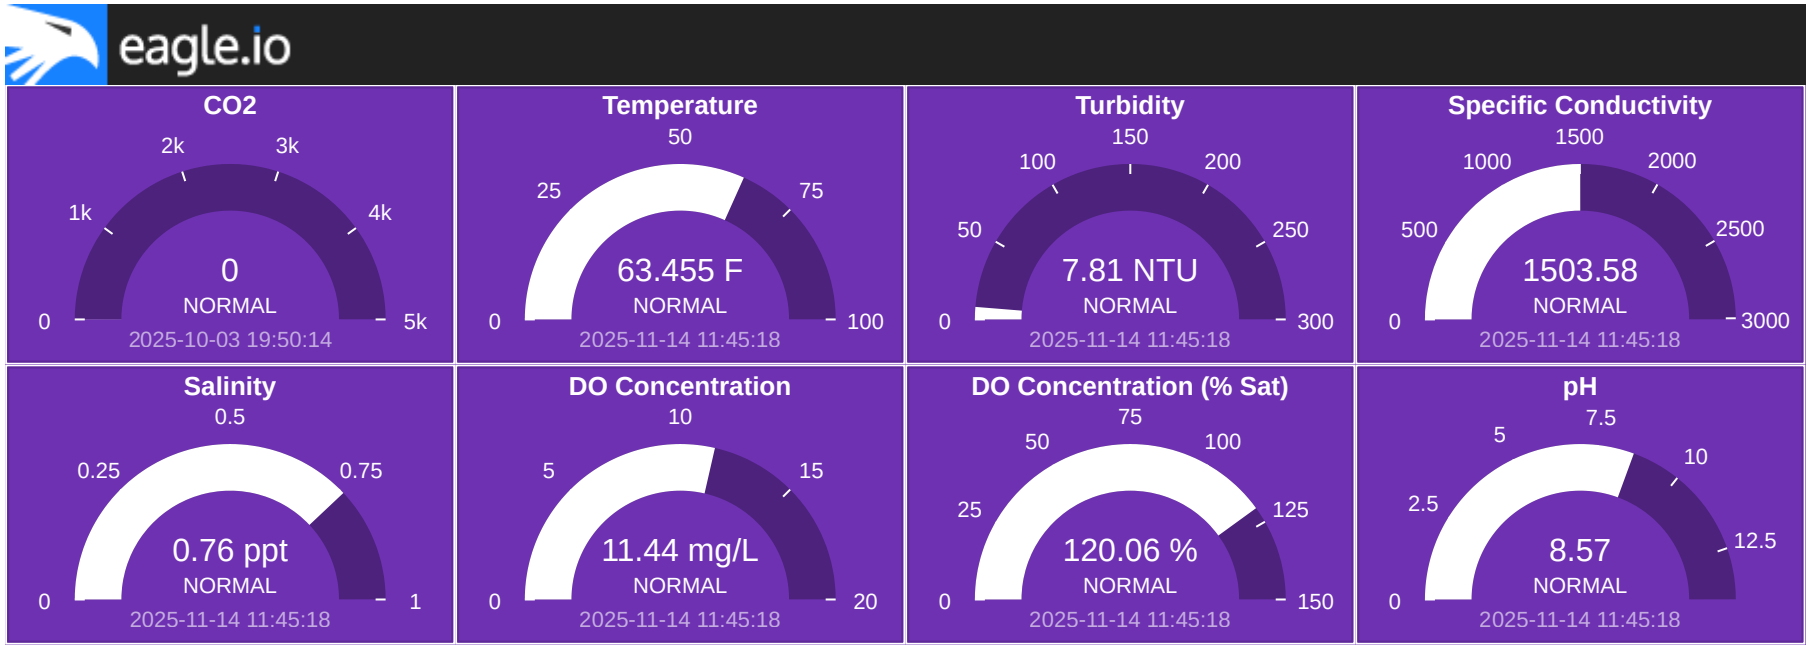 eagle.io
CO2
2k
3k
1k
4k
0
NORMAL
0
5k
2025-10-03 19:50:14
Temperature
50
25
75
63.455 F
NORMAL
0
100
2025-11-14 11:45:18
Turbidity
150
100
200
50
250
7.81 NTU
NORMAL
0
300
2025-11-14 11:45:18
Specific Conductivity
1500
1000
2000
500
2500
1503.58
NORMAL
0
3000
2025-11-14 11:45:18
Salinity
0.5
0.25
0.75
0.76 ppt
NORMAL
0
1
2025-11-14 11:45:18
DO Concentration
10
5
15
11.44 mg/L
NORMAL
0
20
2025-11-14 11:45:18
DO Concentration (% Sat)
75
50
100
25
125
120.06 %
NORMAL
0
150
2025-11-14 11:45:18
pH
7.5
5
10
2.5
12.5
8.57
NORMAL
0
2025-11-14 11:45:18